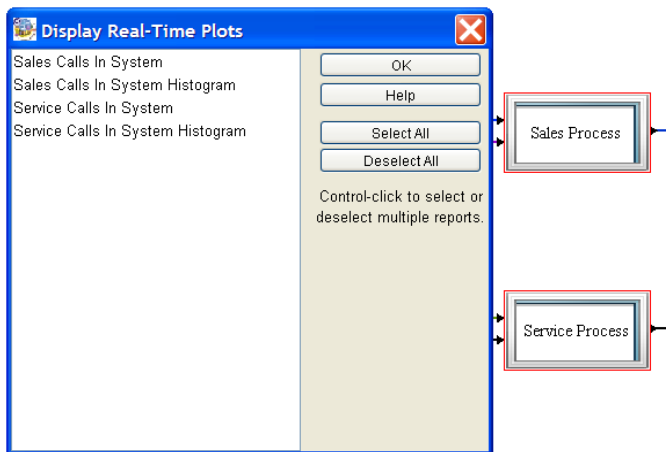 Display Real-Time Plots
Sales Calls In System
Sales Calls In System Histogram
Service Calls In System
Service Calls In System Histogram
OK
Help
Select All
Deselect All
Control-click to select or
deselect multiple reports.
Sales Process
Service Process